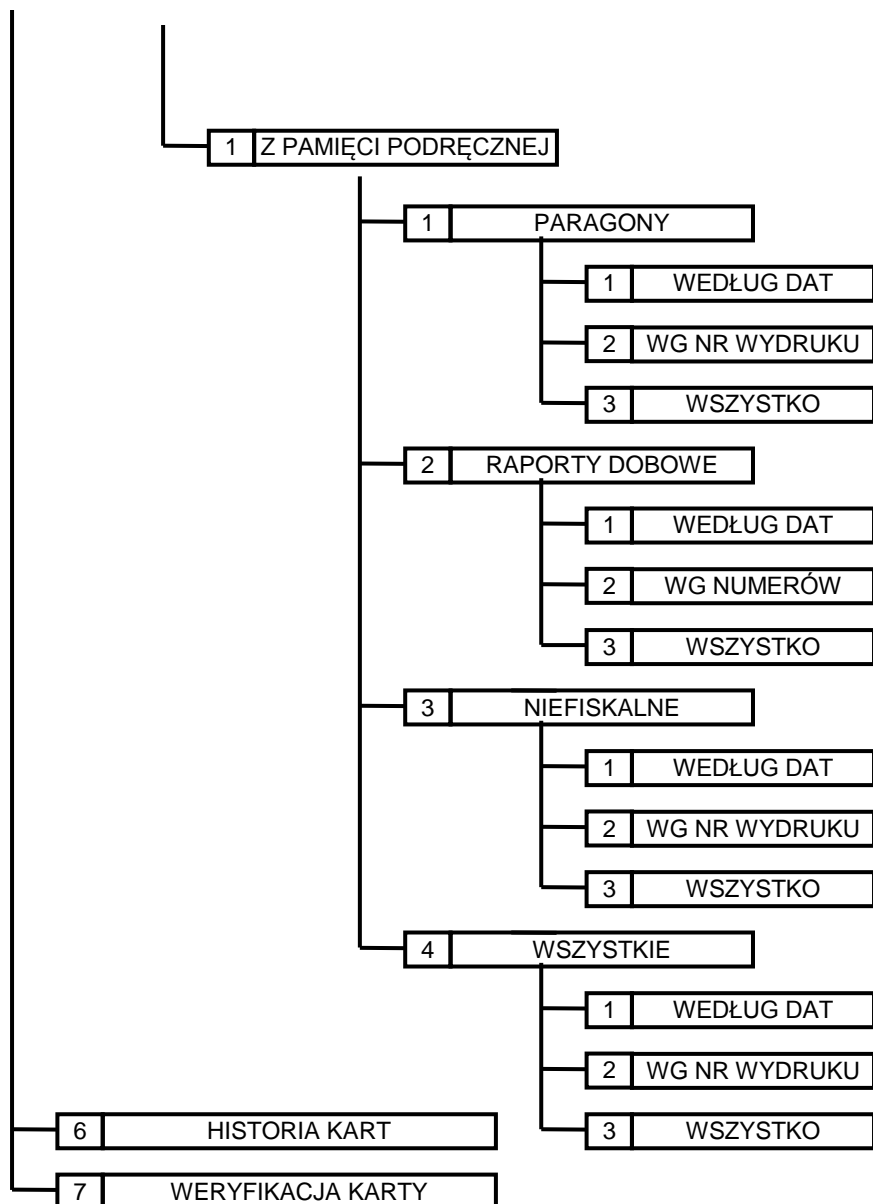 1 Z PAMIĘCI PODRĘCZNEJ
1 PARAGONY
1 WEDŁUG DAT
2 WG NR WYDRUKU
3 WSZYSTKO
2 RAPORTY DOBOWE
1 WEDŁUG DAT
2 WG NUMERÓW
3 WSZYSTKO
3 NIEFISKALNE
1 WEDŁUG DAT
2 WG NR WYDRUKU
3 WSZYSTKO
4 WSZYSTKIE
1 WEDŁUG DAT
2 WG NR WYDRUKU
3 WSZYSTKO
6 HISTORIA KART
7 WERYFIKACJA KARTY